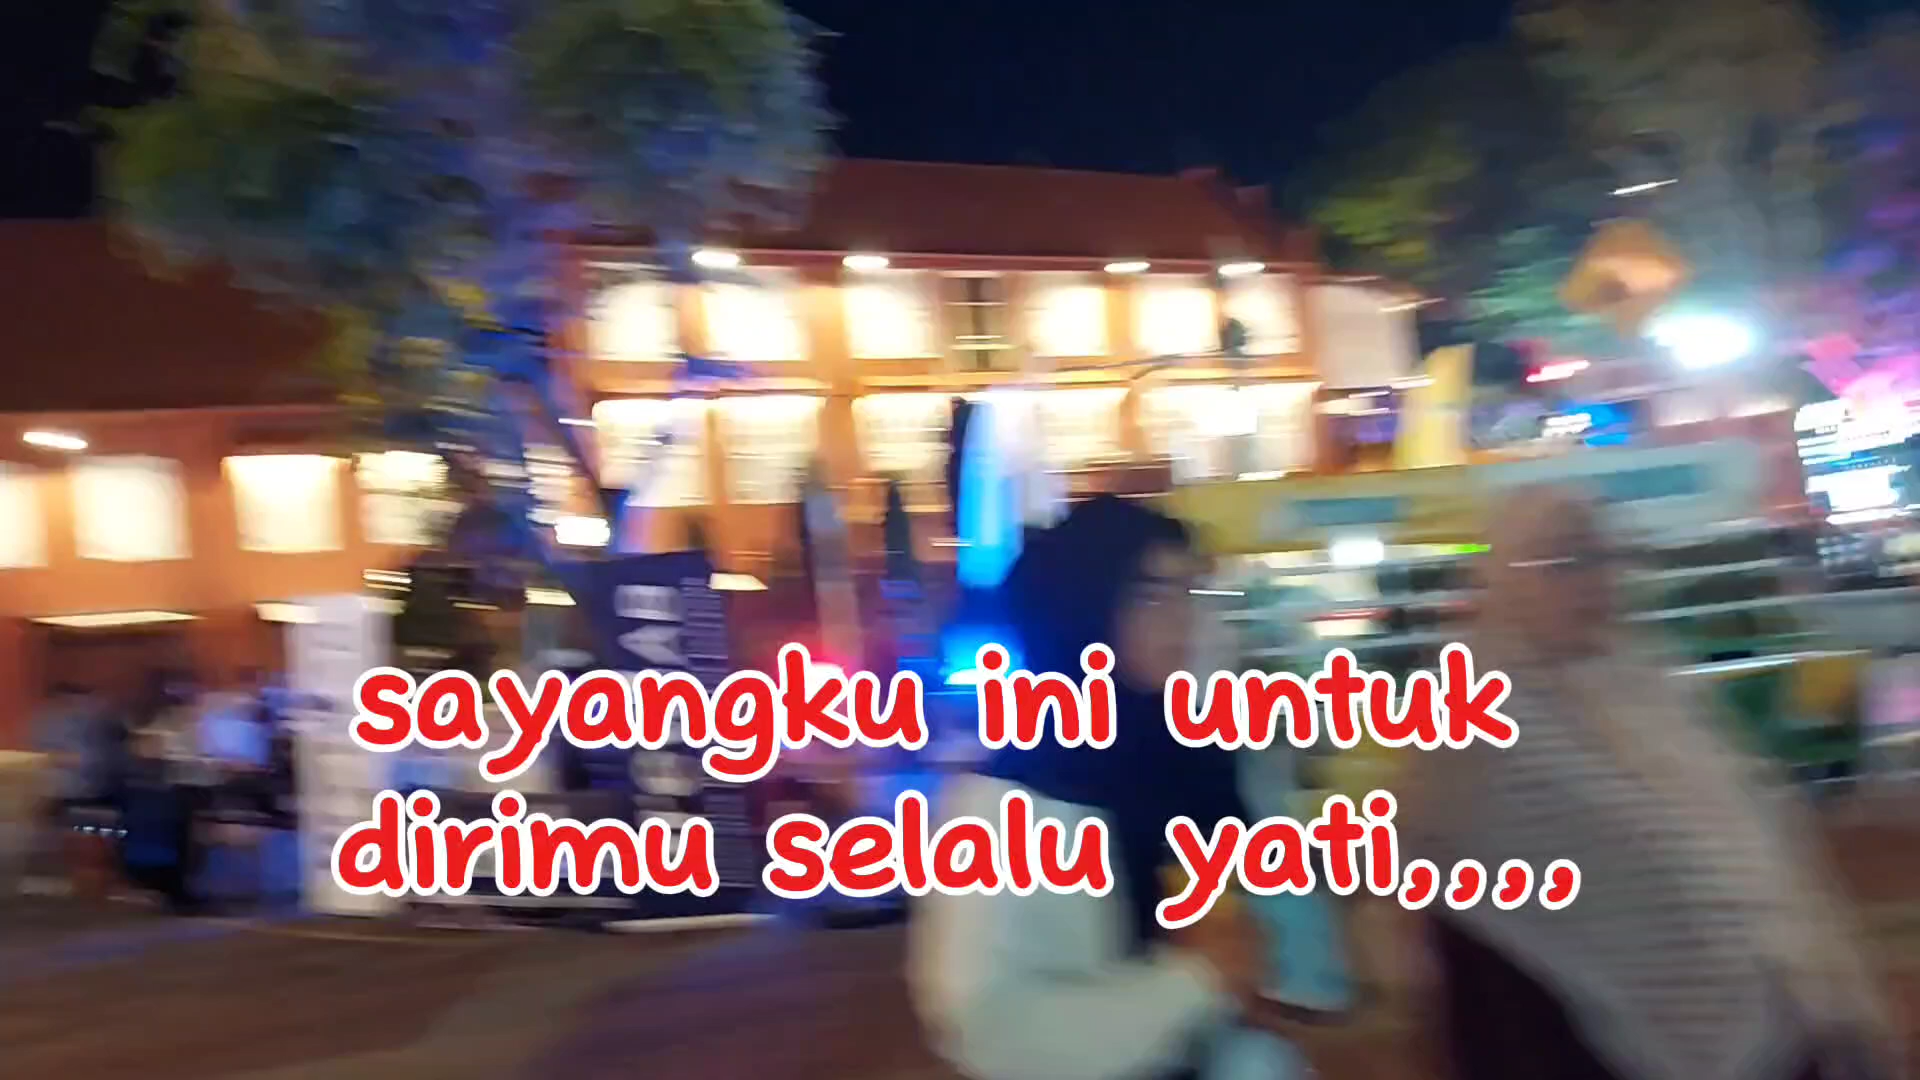 sayangku ini untuk
dirimu selalu yati,,,,